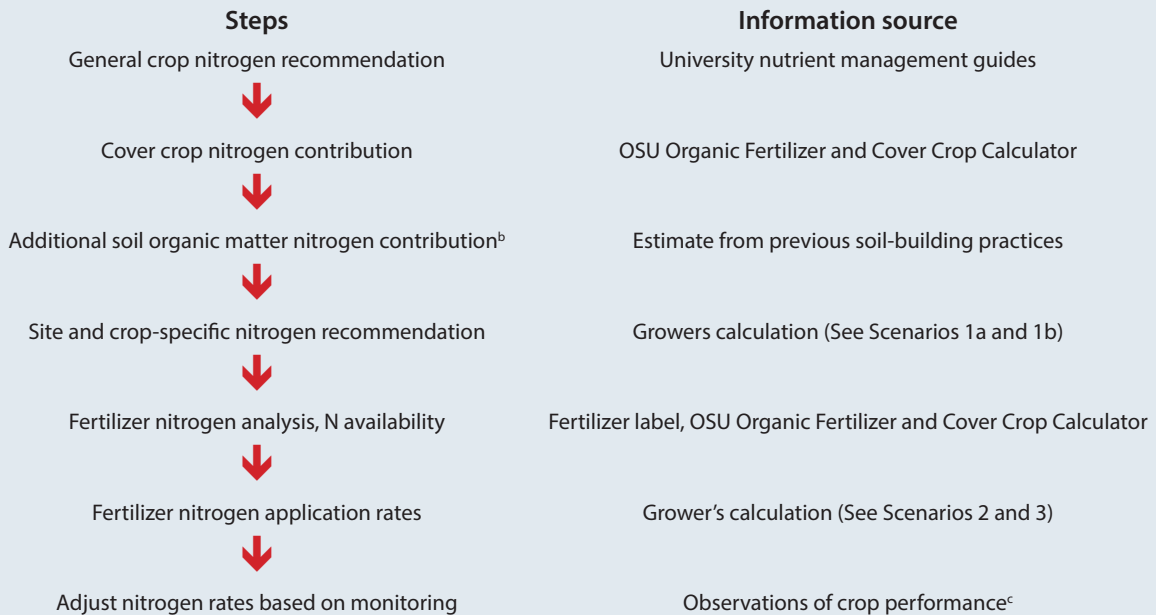 Steps
Information source
General crop nitrogen recommendation
University nutrient management guides
Cover crop nitrogen contribution
OSU Organic Fertilizer and Cover Crop Calculator
Additional soil organic matter nitrogen contributionᵇ
Estimate from previous soil-building practices
Site and crop-specific nitrogen recommendation
Growers calculation (See Scenarios 1a and 1b)
Fertilizer nitrogen analysis, N availability
Fertilizer label, OSU Organic Fertilizer and Cover Crop Calculator
Fertilizer nitrogen application rates
Grower’s calculation (See Scenarios 2 and 3)
Adjust nitrogen rates based on monitoring
Observations of crop performanceᶜ